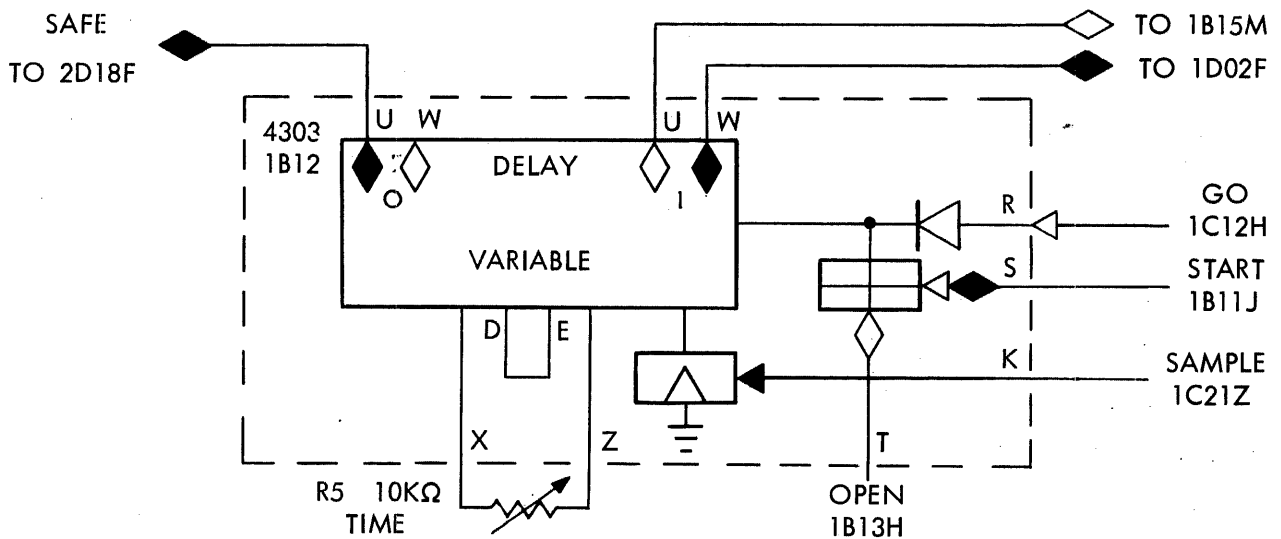 SAFE
TO 2D18F
TO 1B15M
TO 1D02F
4303
1B12
U W
U W
DELAY
O
1
VARIABLE
R
GO
1C12H
S
START
1B11J
D E
K
SAMPLE
1C21Z
X
Z
T
R5 10KΩ
TIME
OPEN
1B13H